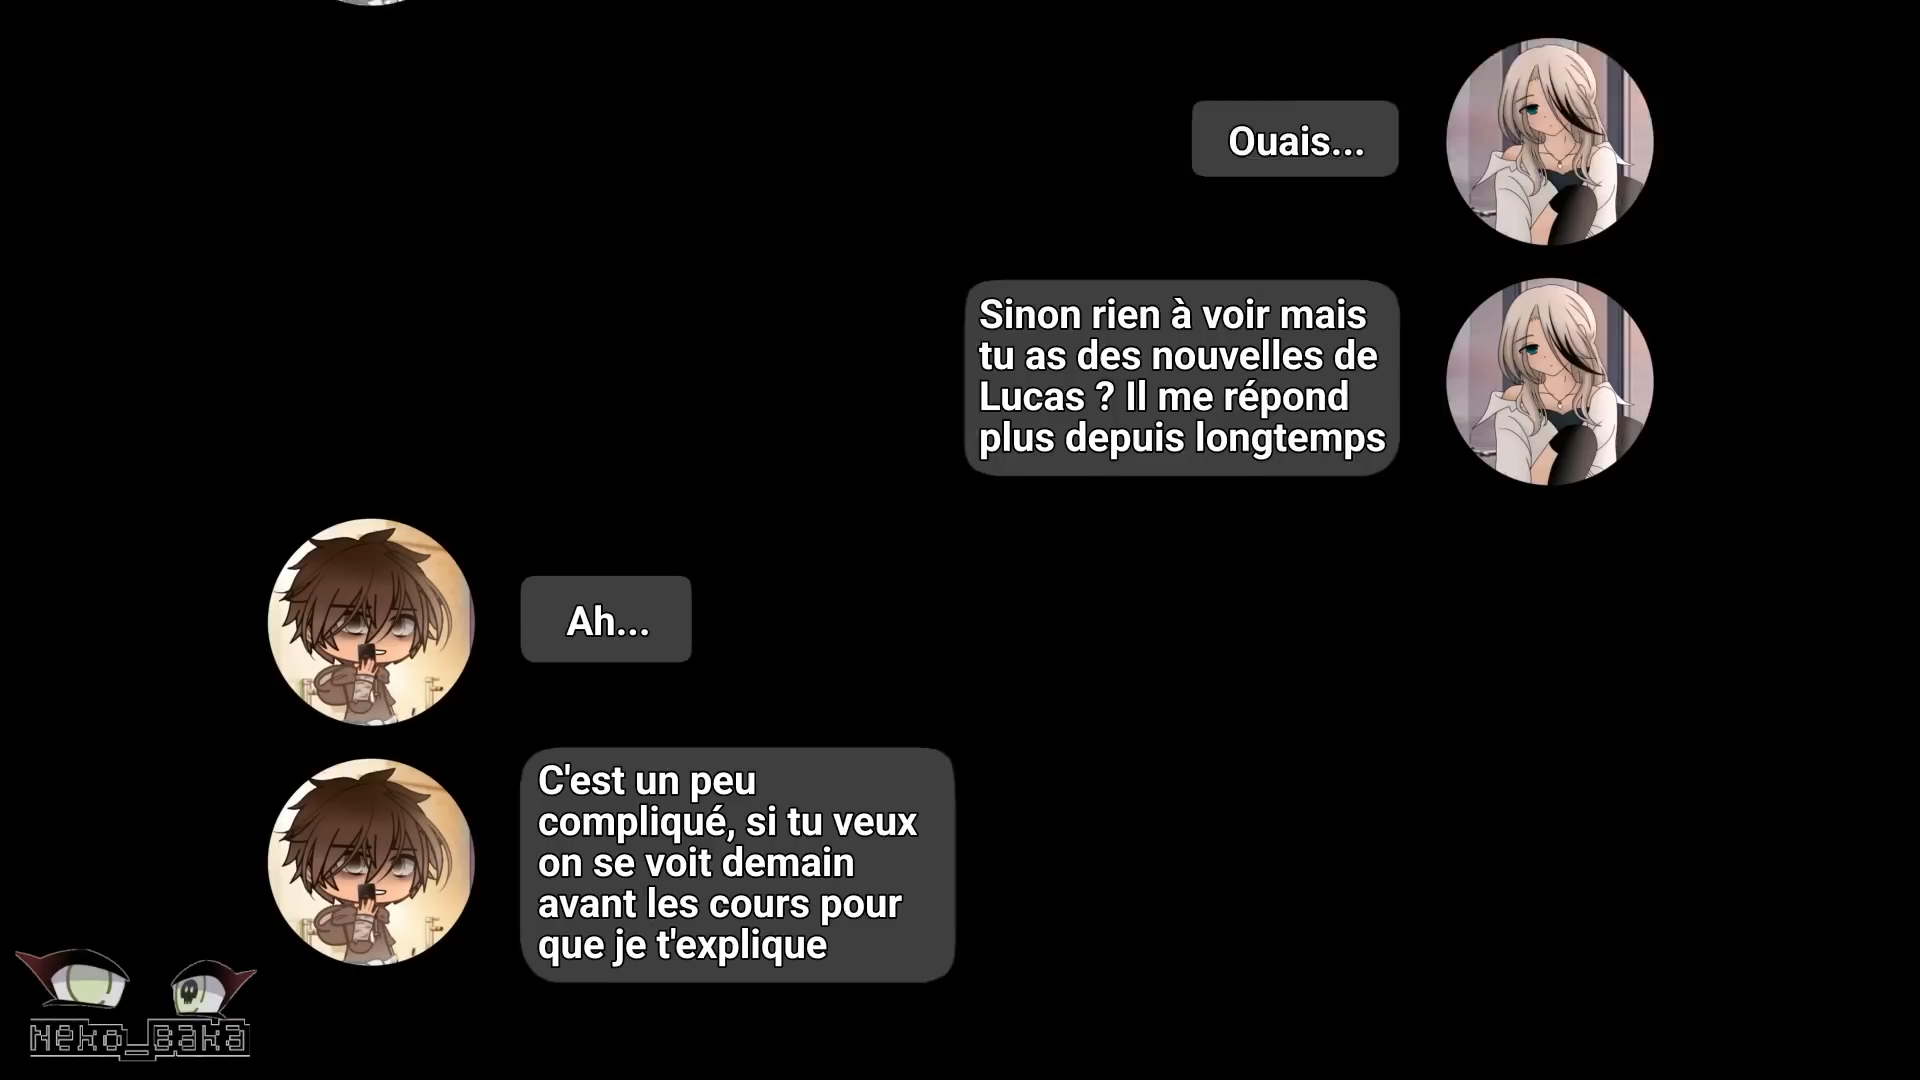 Ouais...
Sinon rien à voir mais
tu as des nouvelles de
Lucas ? Il me répond
plus depuis longtemps
Ah...
C'est un peu
compliqué, si tu veux
on se voit demain
avant les cours pour
que je t'explique
Neko_Baka